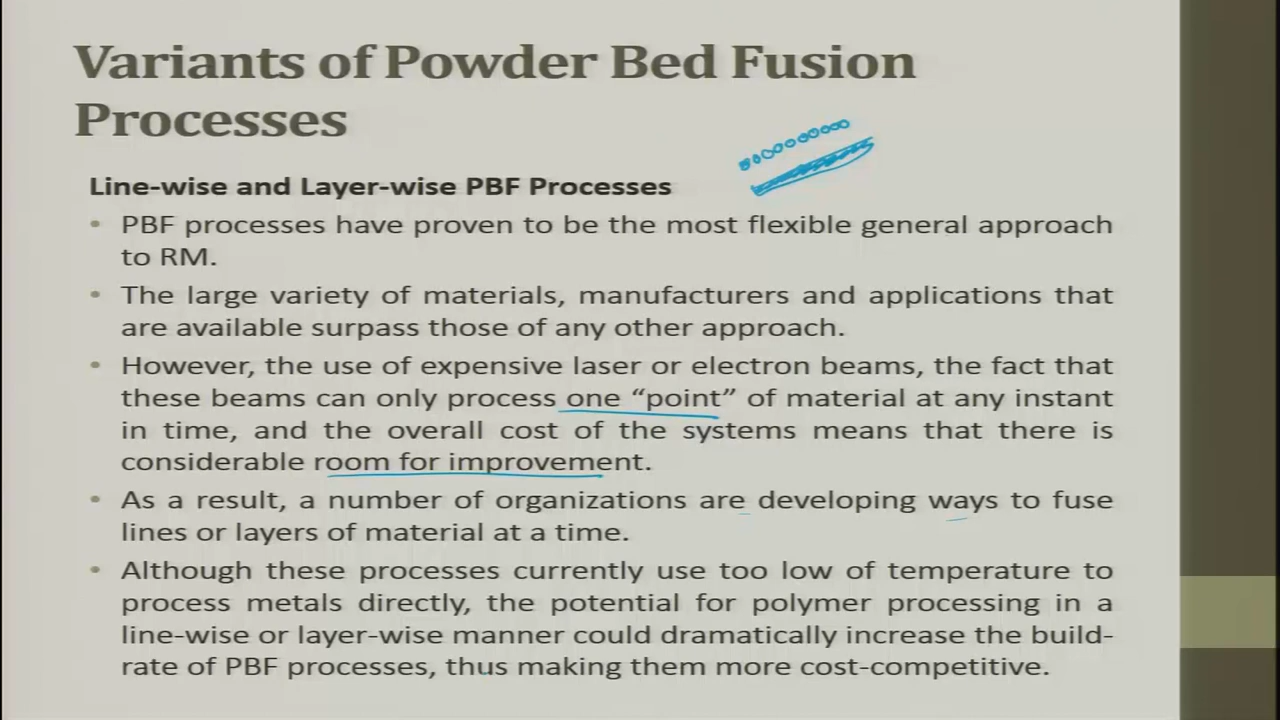 Variants of Powder Bed Fusion
Processes
Line-wise and Layer-wise PBF Processes
• PBF processes have proven to be the most flexible general approach
to RM.
• The large variety of materials, manufacturers and applications that
are available surpass those of any other approach.
• However, the use of expensive laser or electron beams, the fact that
these beams can only process one “point” of material at any instant
in time, and the overall cost of the systems means that there is
considerable room for improvement.
• As a result, a number of organizations are developing ways to fuse
lines or layers of material at a time.
• Although these processes currently use too low of temperature to
process metals directly, the potential for polymer processing in a
line-wise or layer-wise manner could dramatically increase the build-
rate of PBF processes, thus making them more cost-competitive.